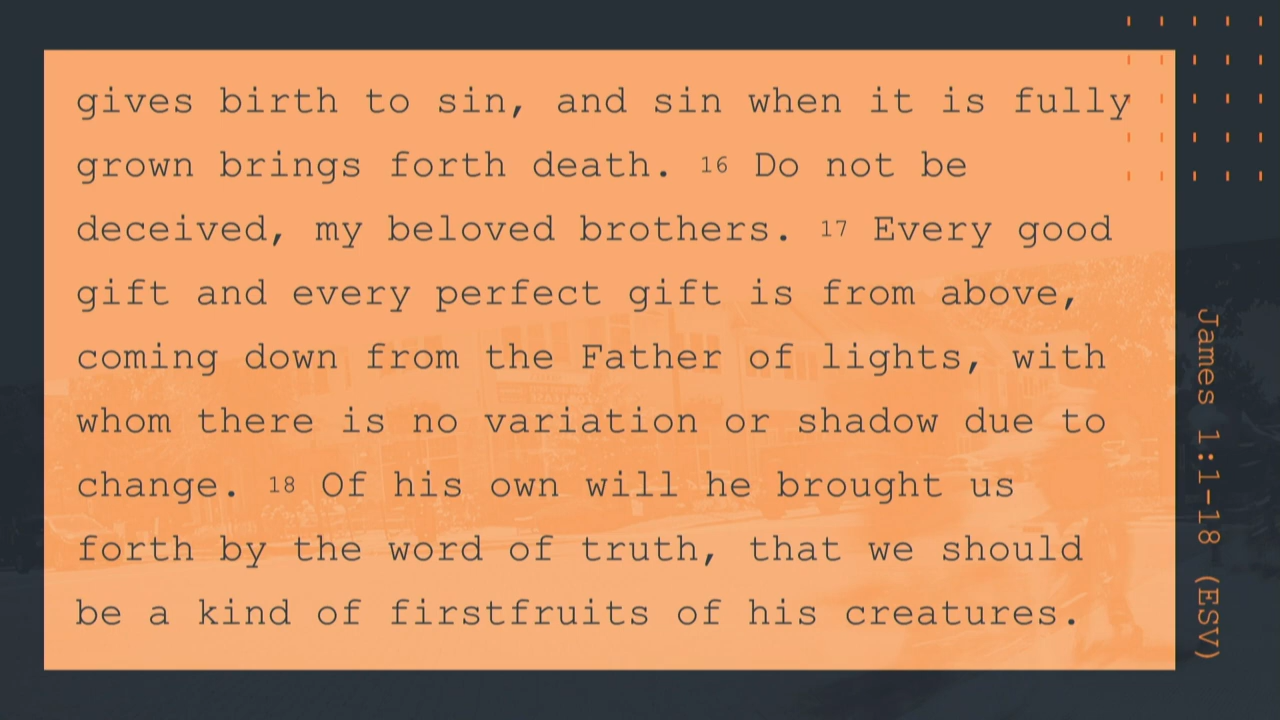 gives birth to sin, and sin when it is fully
grown brings forth death. 16 Do not be
deceived, my beloved brothers. 17 Every good
gift and every perfect gift is from above,
coming down from the Father of lights, with
whom there is no variation or shadow due to
change. 18 Of his own will he brought us
forth by the word of truth, that we should
be a kind of firstfruits of his creatures.
James 1:1-18 (ESV)